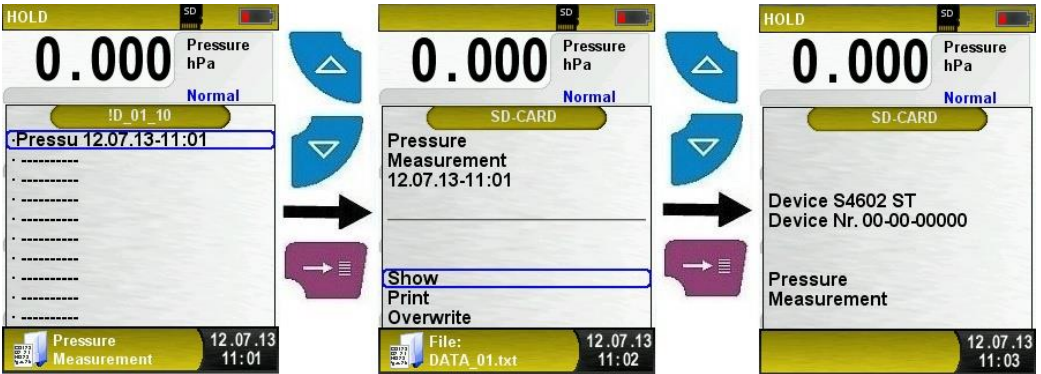 HOLD
SD
0.000
Pressure
hPa
Normal
!D_01_10
·Pressu 12.07.13-11:01
· ----------
· ----------
· ----------
· ----------
· ----------
· ----------
· ----------
· ----------
· ----------
Pressure
Measurement
12.07.13
11:01
SD
0.000
Pressure
hPa
Normal
SD-CARD
Pressure
Measurement
12.07.13-11:01
Show
Print
Overwrite
File:
DATA_01.txt
12.07.13
11:02
HOLD
SD
0.000
Pressure
hPa
Normal
SD-CARD
Device S4602 ST
Device Nr. 00-00-00000
Pressure
Measurement
12.07.13
11:03